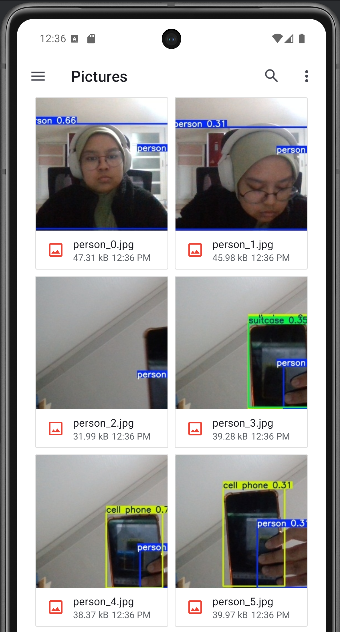 12:36
Pictures
rson 0.66
person
person 0.31
person
person_0.jpg
47.31 kB 12:36 PM
person_1.jpg
45.98 kB 12:36 PM
person
suitcase 0.35
person
person_2.jpg
31.99 kB 12:36 PM
person_3.jpg
39.28 kB 12:36 PM
cell phone 0.7
person
cell phone 0.31
person 0.3
person_4.jpg
38.37 kB 12:36 PM
person_5.jpg
39.97 kB 12:36 PM